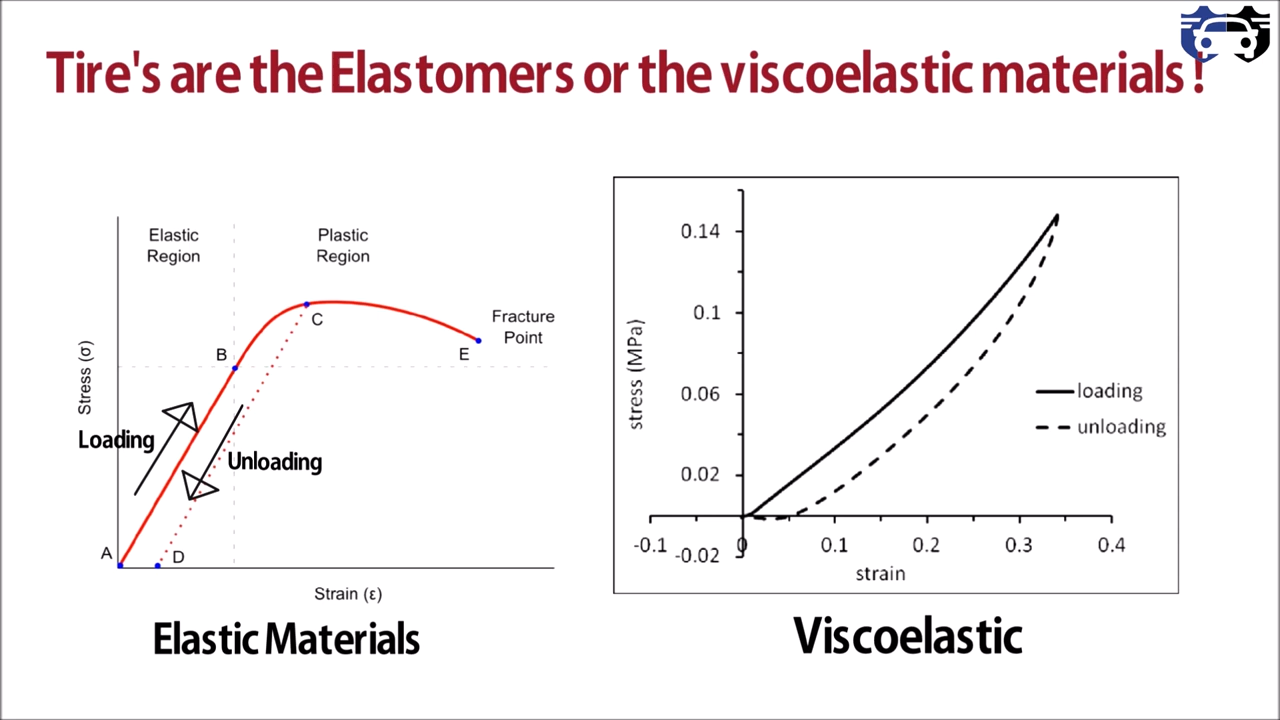 Tire's are the Elastomers or the viscoelastic materials !
Elastic
Region
Plastic
Region
Fracture
Point
B
C
E
A
D
Loading
Unloading
Stress (σ)
Strain (ε)
Elastic Materials
0.14
0.1
0.06
0.02
-0.02
-0.1
0
0.1
0.2
0.3
0.4
stress (MPa)
strain
loading
unloading
Viscoelastic